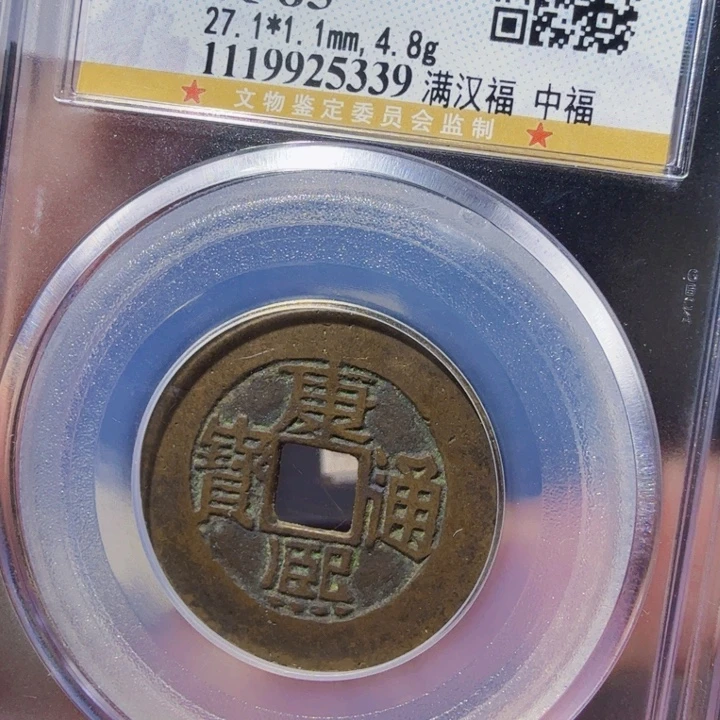 27.1*1.1mm, 4.8g
1119925339 满汉福 中福
文物鉴定委员会监制
康熙通寶